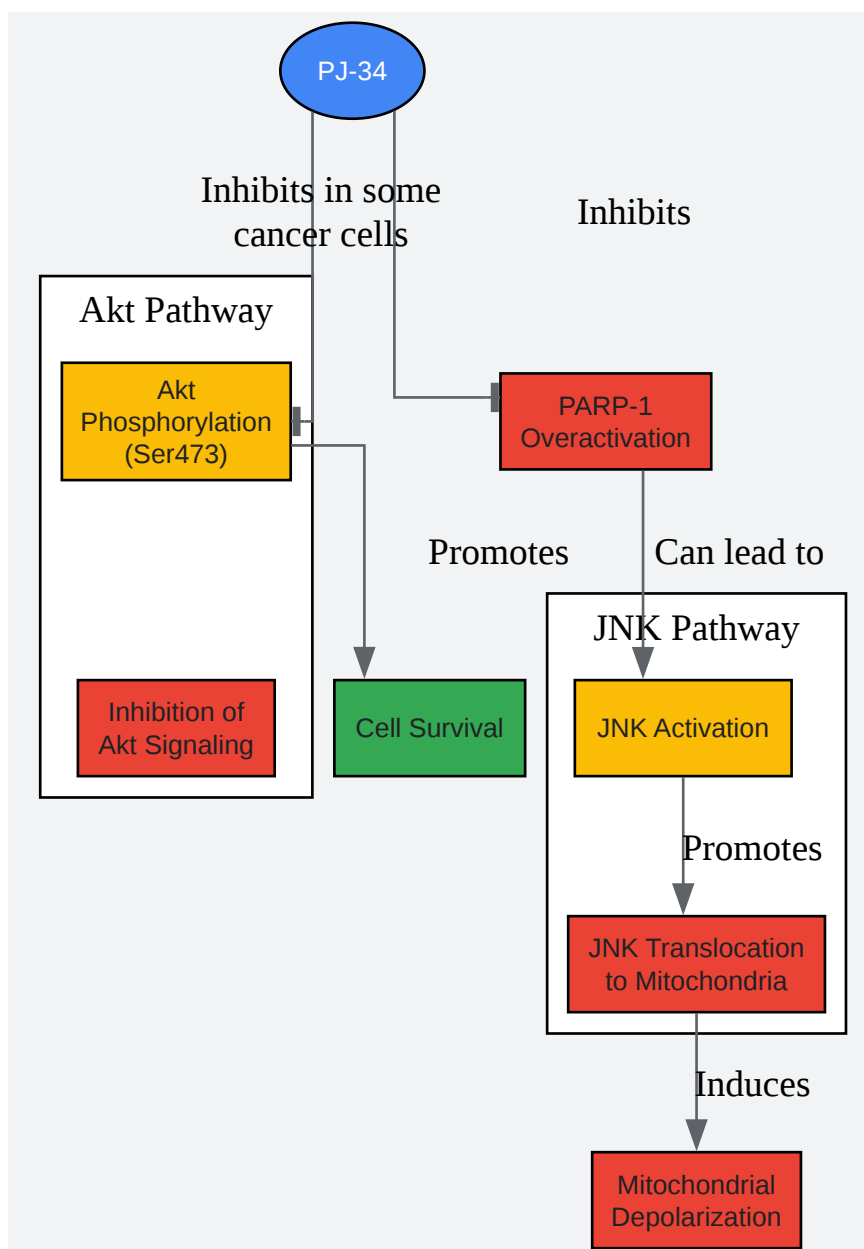 PJ-34
Inhibits in some
cancer cells
Inhibits
Akt Pathway
Akt
Phosphorylation
(Ser473)
PARP-1
Overactivation
Promotes
Can lead to
JNK Pathway
Inhibition of
Akt Signaling
Cell Survival
JNK Activation
Promotes
JNK Translocation
to Mitochondria
Induces
Mitochondrial
Depolarization